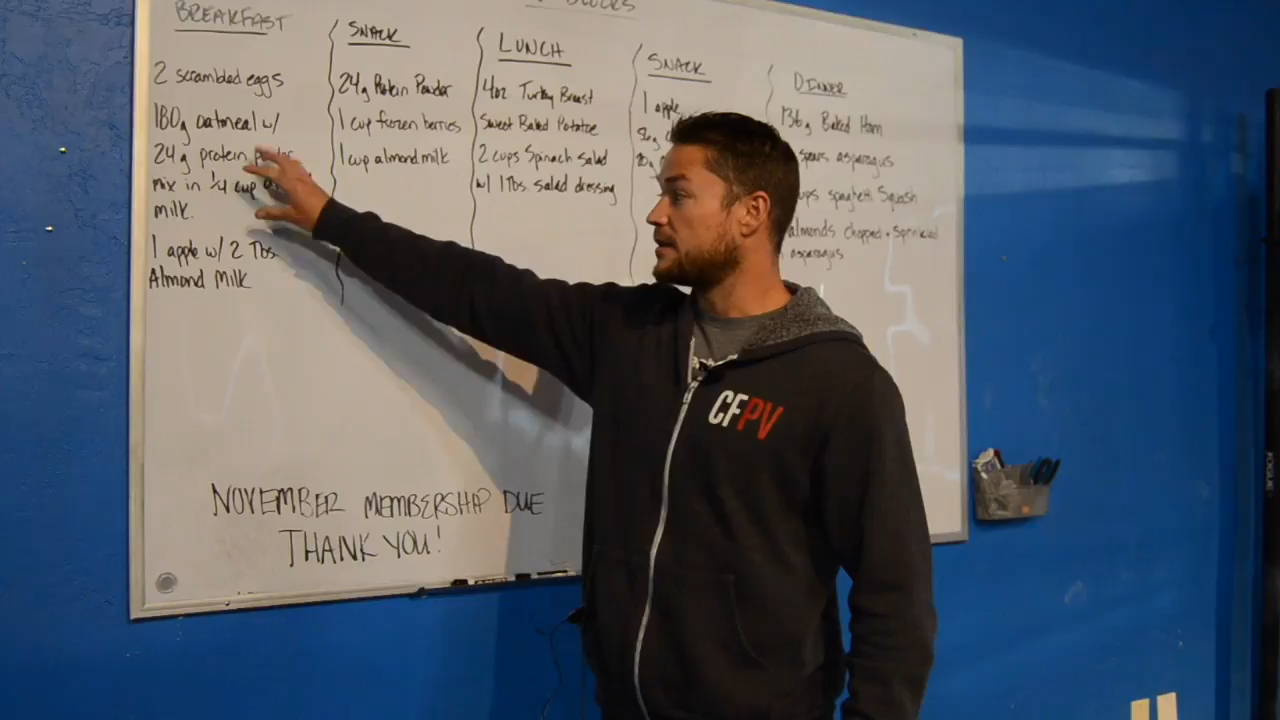 BLOCKS
BREAKFAST
2 scrambled eggs
180g oatmeal w/
24g protein
mix in 1/4 cup
milk.
1 apple w/ 2 Tbs
Almond Milk
SNACK
24g Protein Powder
1 cup frozen berries
1 cup almond milk
LUNCH
4oz Turkey Breast
Sweet Baked Potatoe
2 cups Spinach salad
w/ 1 Tbs salad dressing
SNACK
1 apple
DINNER
136g Baked Ham
spears asparagus
spaghetti Squash
almonds chopped + sprinkled
asparagus
NOVEMBER MEMBERSHIP DUE
THANK YOU!
CFPV